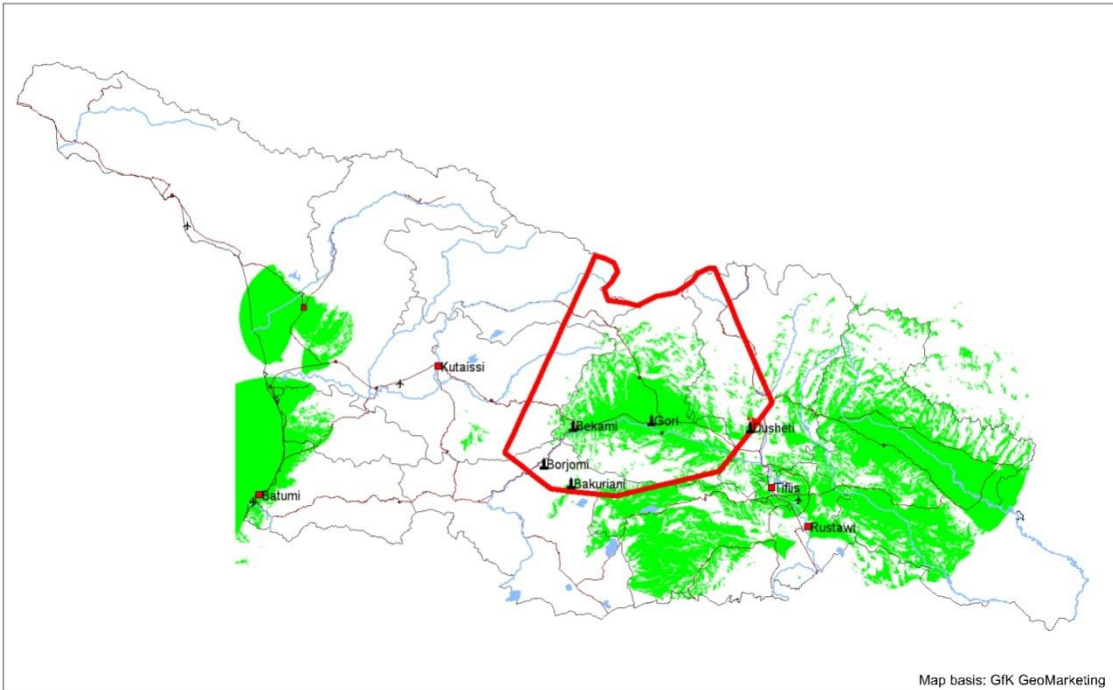 Kutaissi
Bekami
Gori
Dusheti
Borjomi
Bakuriani
Tiflis
Batumi
Rustawi
Map basis: GfK GeoMarketing